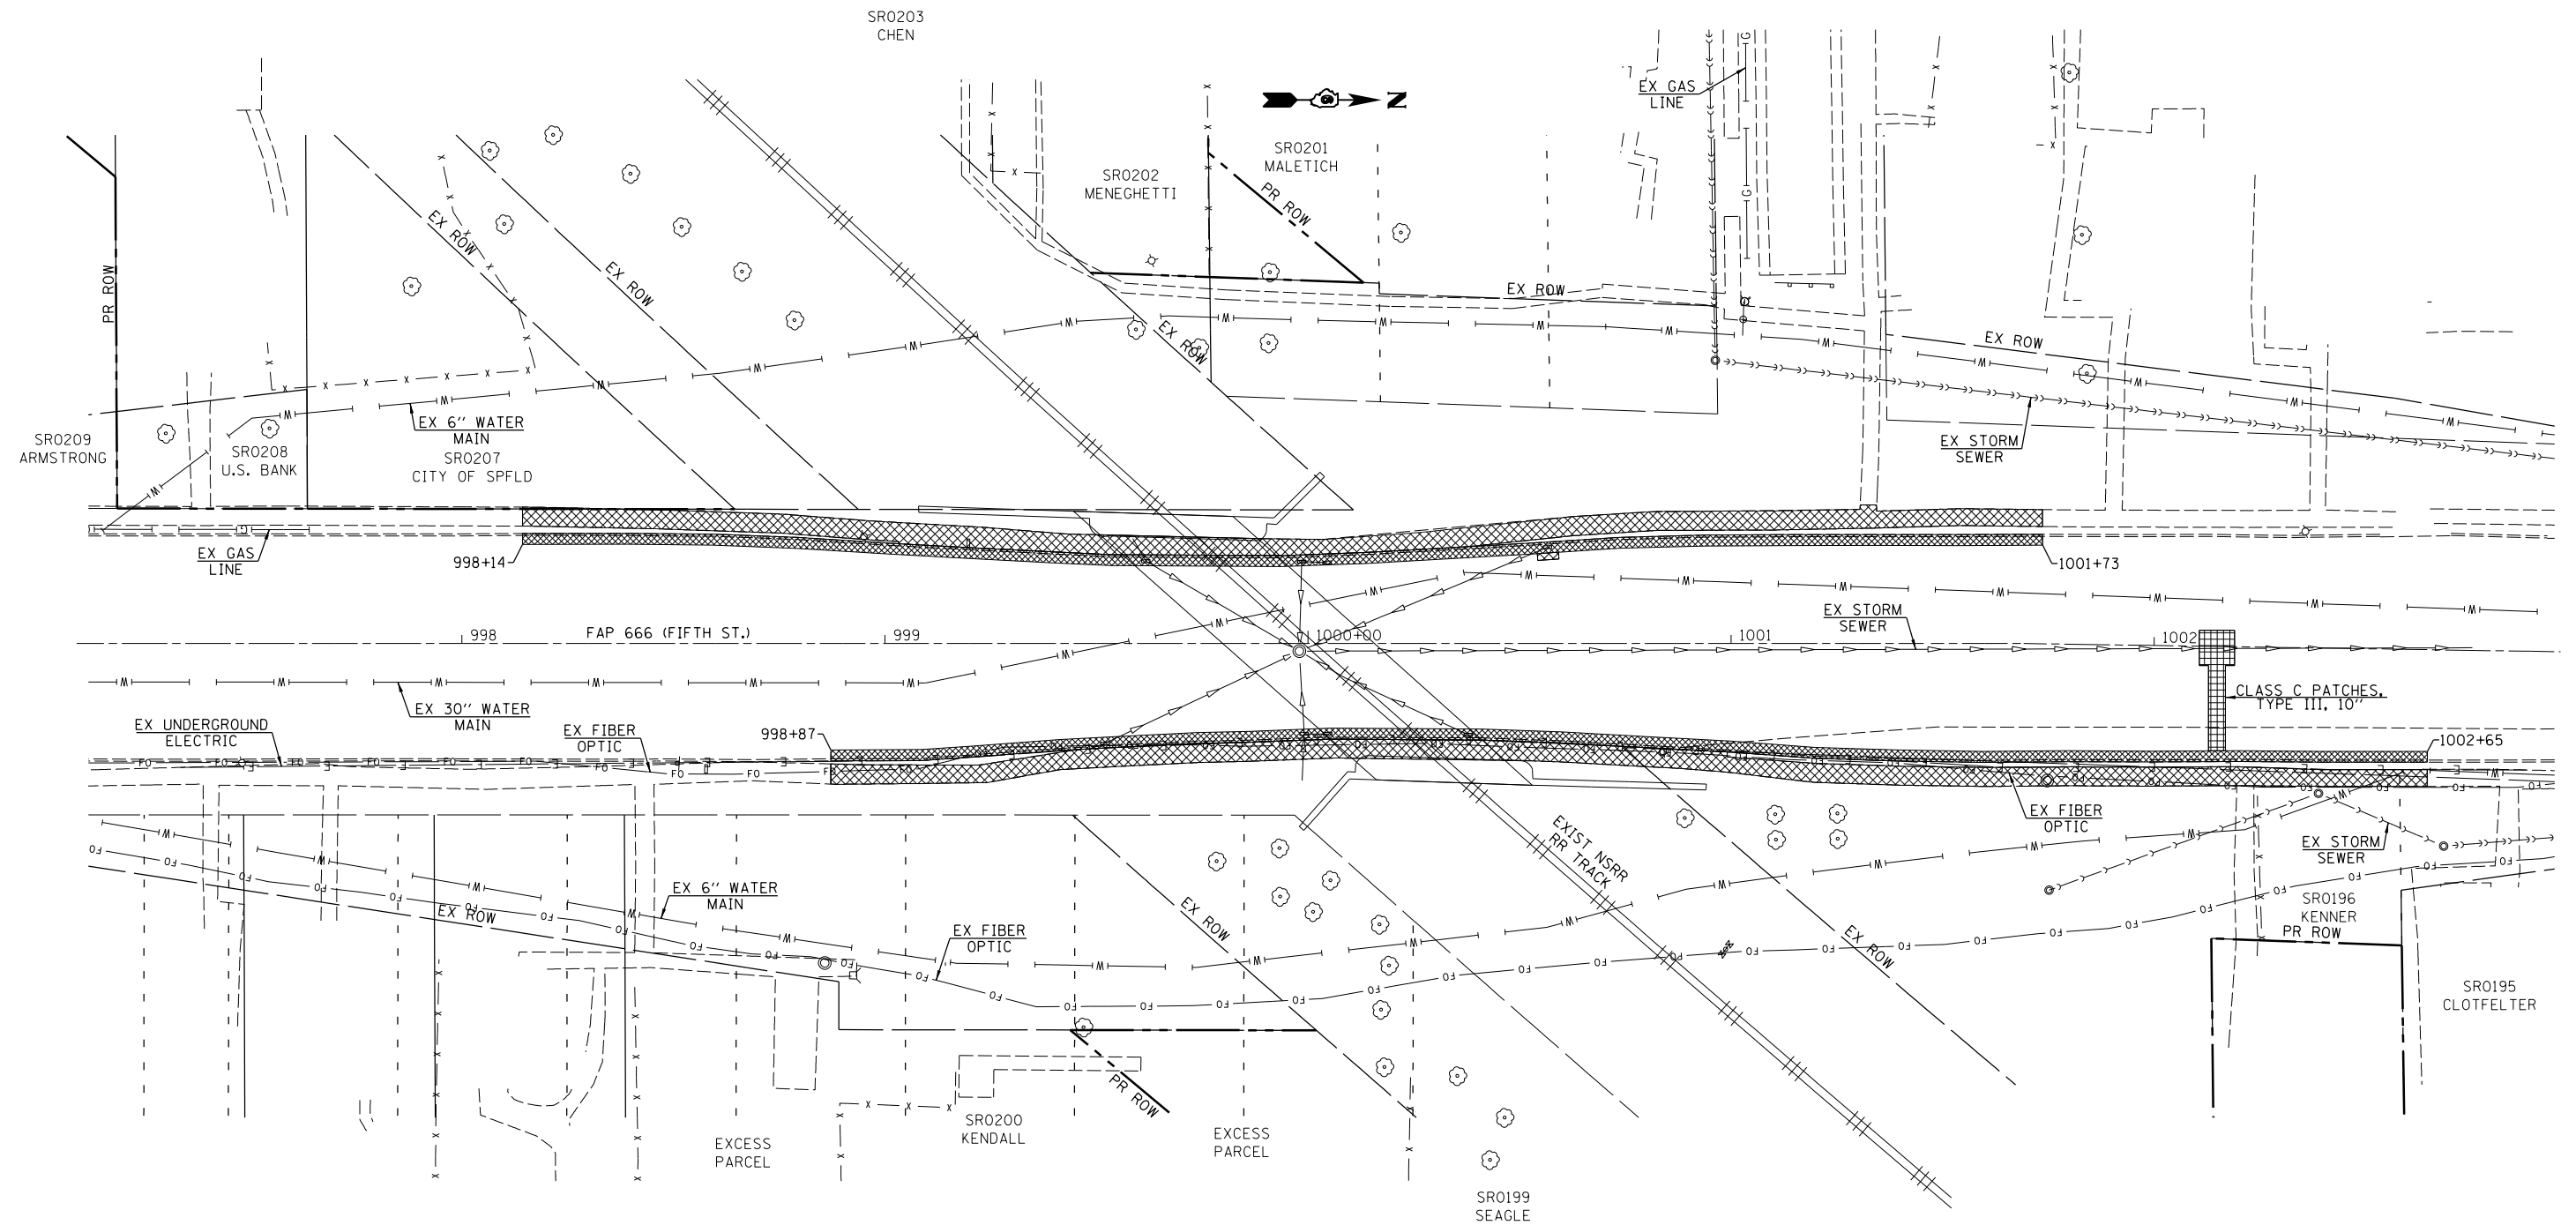 SR0203
CHEN
EX GAS
LINE
N
SR0201
MALETICH
SR0202
MENEGHETTI
PR ROW
EX ROW
EX ROW
PR ROW
EX ROW
EX ROW
EX ROW
EX 6'' WATER
MAIN
SR0209
ARMSTRONG
SR0208
U.S. BANK
SR0207
CITY OF SPFLD
EX STORM
SEWER
EX GAS
LINE
998+14
1001+73
EX STORM
SEWER
998
FAP 666 (FIFTH ST.)
999
1000+00
1001
1002
CLASS C PATCHES,
TYPE III, 10''
EX 30'' WATER
MAIN
EX UNDERGROUND
ELECTRIC
EX FIBER
OPTIC
998+87
1002+65
EX FIBER
OPTIC
EXIST NSRR
RR TRACK
EX STORM
SEWER
EX 6'' WATER
MAIN
EX ROW
EX ROW
EX FIBER
OPTIC
EX ROW
SR0196
KENNER
PR ROW
SR0195
CLOTFELTER
PR ROW
SR0200
KENDALL
EXCESS
PARCEL
EXCESS
PARCEL
SR0199
SEAGLE